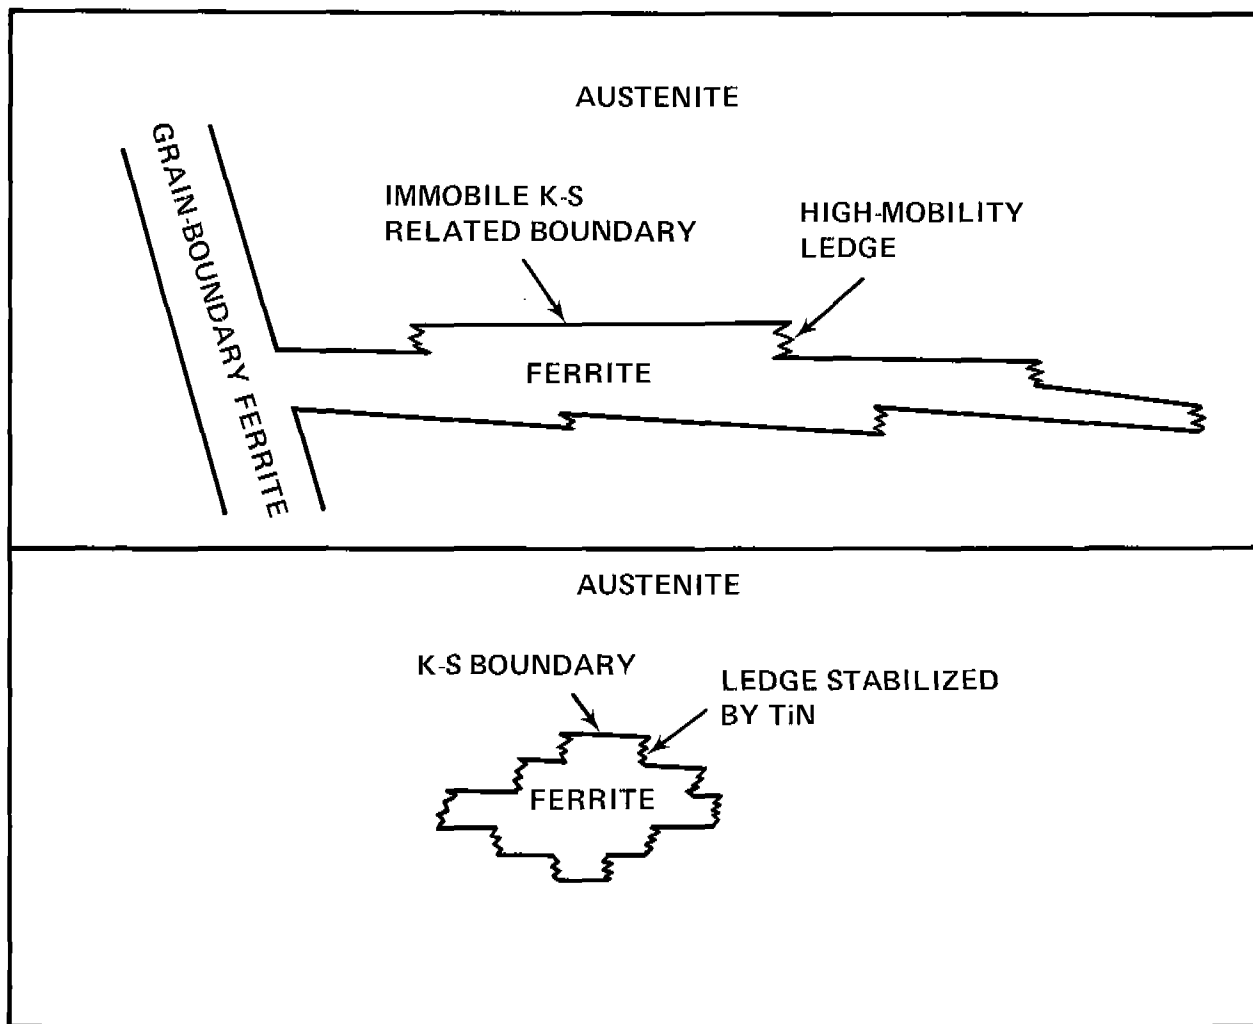 AUSTENITE
GRAIN-BOUNDARY FERRITE
IMMOBILE K-S
RELATED BOUNDARY
HIGH-MOBILITY
LEDGE
FERRITE
AUSTENITE
K-S BOUNDARY
LEDGE STABILIZED
BY TiN
FERRITE